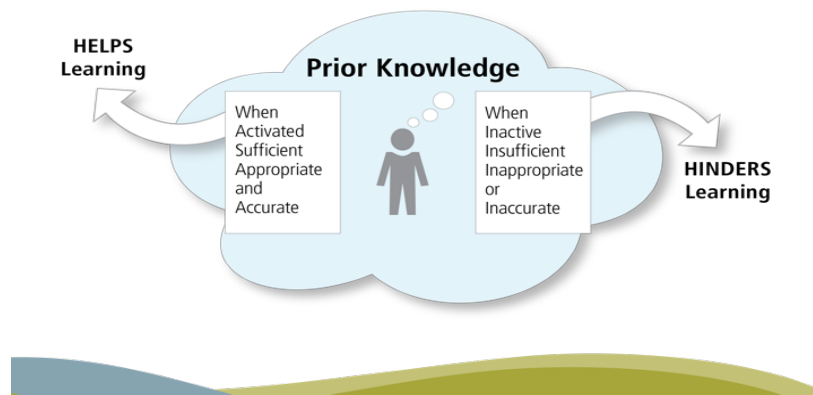 HELPS
Learning
Prior Knowledge
When
Activated
Sufficient
Appropriate
and
Accurate
When
Inactive
Insufficient
Inappropriate
or
Inaccurate
HINDERS
Learning